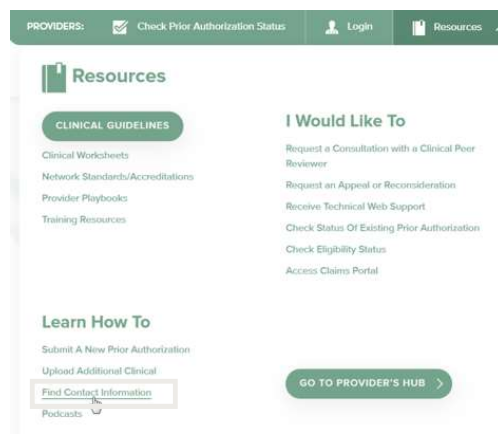 PROVIDERS: Check Prior Authorization Status Login Resources
Resources
CLINICAL GUIDELINES
Clinical Worksheets
Network Standards/Accreditations
Provider Playbooks
Training Resources
I Would Like To
Request a Consultation with a Clinical Peer
Reviewer
Request an Appeal or Reconsideration
Receive Technical Web Support
Check Status Of Existing Prior Authorization
Check Eligibility Status
Access Claims Portal
Learn How To
Submit A New Prior Authorization
Upload Additional Clinical
Find Contact Information
Podcasts
GO TO PROVIDER'S HUB